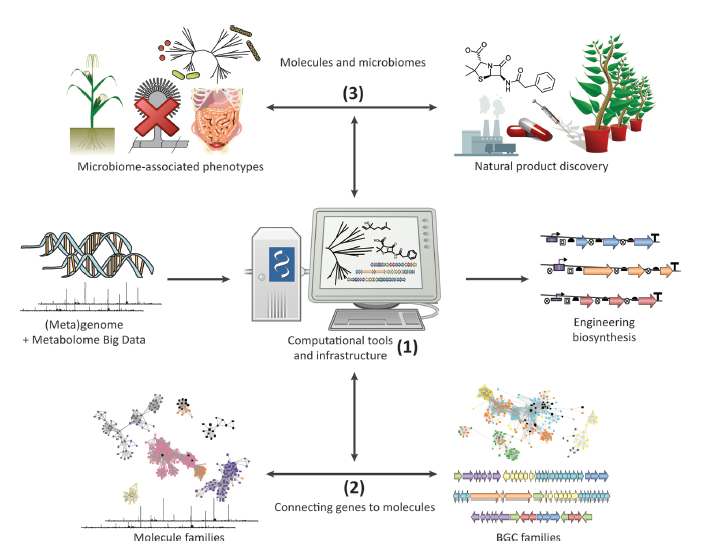 Molecules and microbiomes
(3)
Microbiome-associated phenotypes
Natural product discovery
(Meta)genome
+ Metabolome Big Data
Computational tools
and infrastructure (1)
Engineering
biosynthesis
(2)
Connecting genes to molecules
Molecule families
BGC families